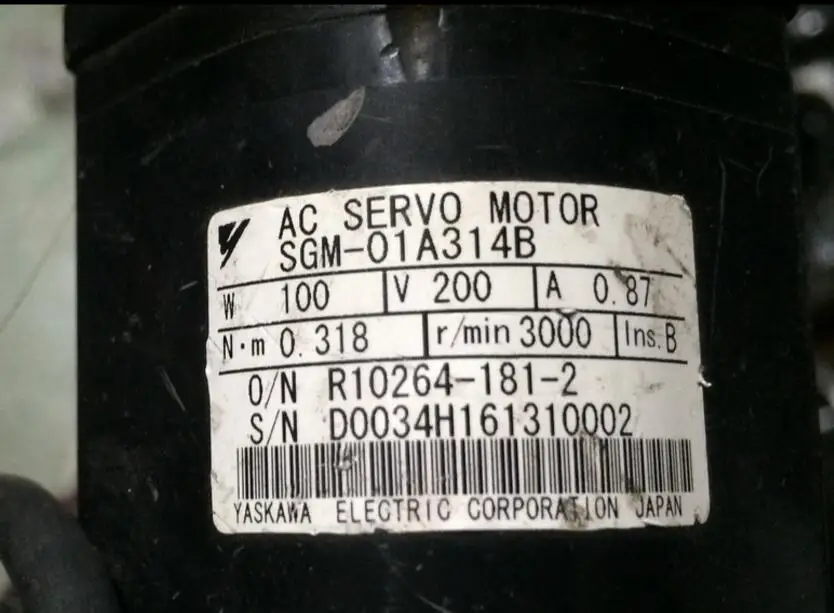 AC SERVO MOTOR
SGM-01A314B
W 100 V 200 A 0.87
N·m 0.318 r/min 3000 Ins.B
O/N R10264-181-2
S/N D0034H161310002
YASKAWA ELECTRIC CORPORATION JAPAN